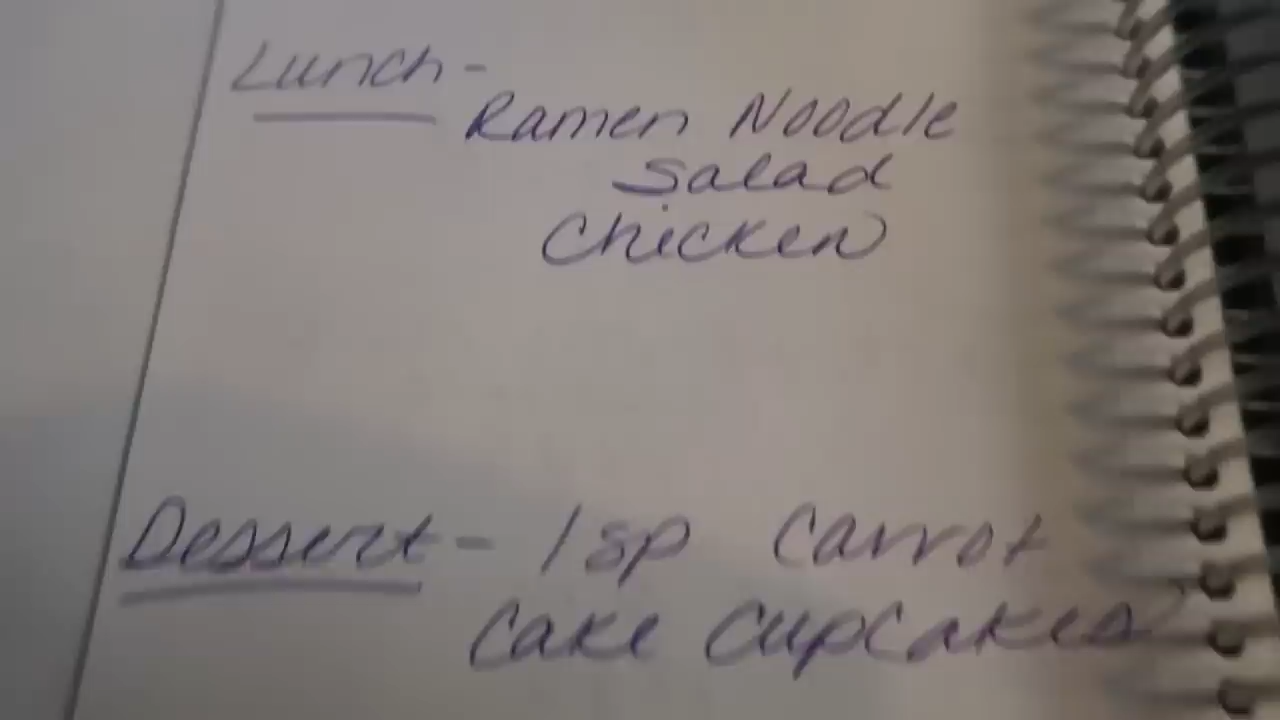 Lunch-
Ramen Noodle
Salad
Chicken
Dessert - 1sp Carrot
Cake Cupcakes